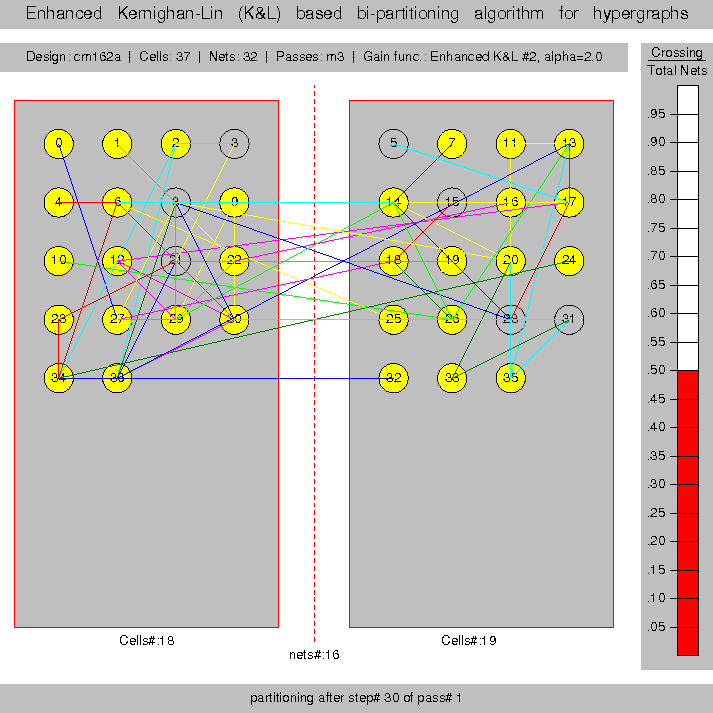 Enhanced Kernighan-Lin (K&L) based bi-partitioning algorithm for hypergraphs
Design: cm162a | Cells: 37 | Nets: 32 | Passes: m3 | Gain func.: Enhanced K&L #2, alpha=2.0
Crossing
Total Nets
.95
.90
.85
.80
.75
.70
.65
.60
.55
.50
.45
.40
.35
.30
.25
.20
.15
.10
.05
0 1 2 3 5 7 11 13
4 6 8 9 14 15 16 17
10 12 21 22 18 19 20 24
23 27 29 30 25 26 28 31
34 36 32 33 35
Cells#:18
Cells#:19
nets#:16
partitioning after step# 30 of pass# 1